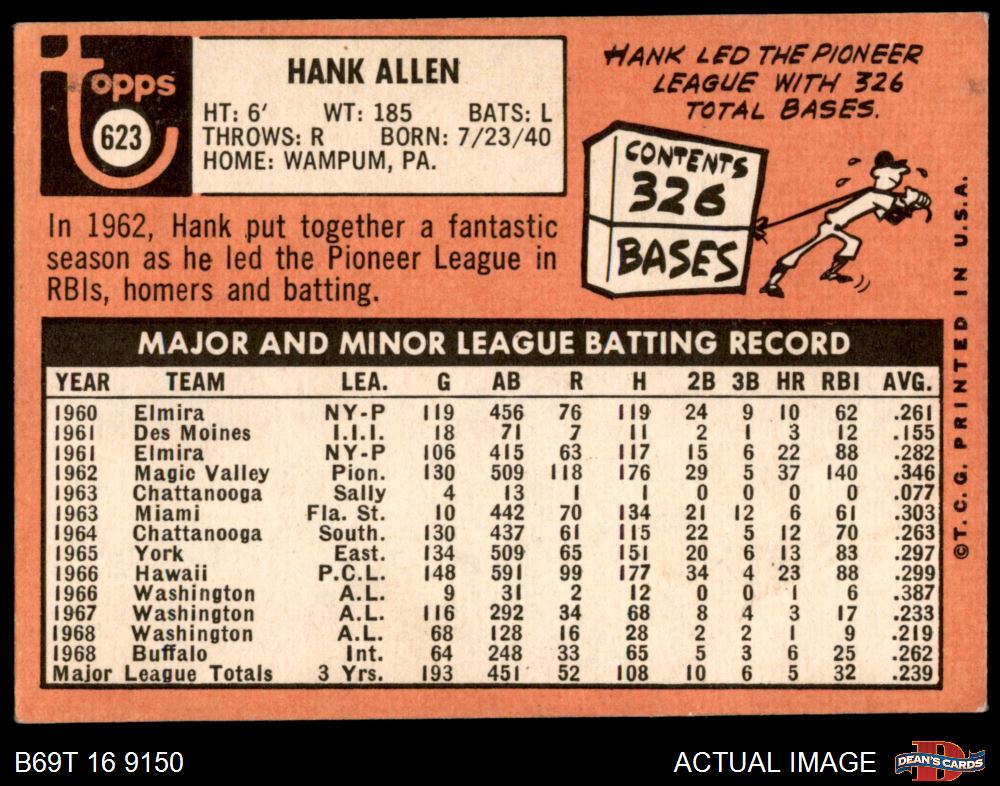 topps
623
HANK ALLEN
HT: 6' WT: 185 BATS: L
THROWS: R BORN: 7/23/40
HOME: WAMPUM, PA.
HANK LED THE PIONEER
LEAGUE WITH 326
TOTAL BASES.
CONTENTS
326
BASES
In 1962, Hank put together a fantastic
season as he led the Pioneer League in
RBIs, homers and batting.
MAJOR AND MINOR LEAGUE BATTING RECORD
YEAR TEAM LEA. G AB R H 2B 3B HR RBI AVG.
1960 Elmira NY-P 119 456 76 119 24 9 10 62 .261
1961 Des Moines I.I.I. 18 71 7 11 2 1 3 12 .155
1961 Elmira NY-P 106 415 63 117 15 6 22 88 .282
1962 Magic Valley Pion. 130 509 118 176 29 5 37 140 .346
1963 Chattanooga Sally 4 13 1 1 0 0 0 0 .077
1963 Miami Fla. St. 10 442 70 134 21 12 6 61 .303
1964 Chattanooga South. 130 437 61 115 22 5 12 70 .263
1965 York East. 134 509 65 151 20 6 13 83 .297
1966 Hawaii P.C.L. 148 591 99 177 34 4 23 88 .299
1966 Washington A.L. 9 31 2 12 0 0 1 6 .387
1967 Washington A.L. 116 292 34 68 8 4 3 17 .233
1968 Washington A.L. 68 128 16 28 2 2 1 9 .219
1968 Buffalo Int. 64 248 33 65 5 3 6 25 .262
Major League Totals 3 Yrs. 193 451 52 108 10 6 5 32 .239
©T.C.G. PRINTED IN U.S.A.
B69T 16 9150
ACTUAL IMAGE
DEAN'S CARDS